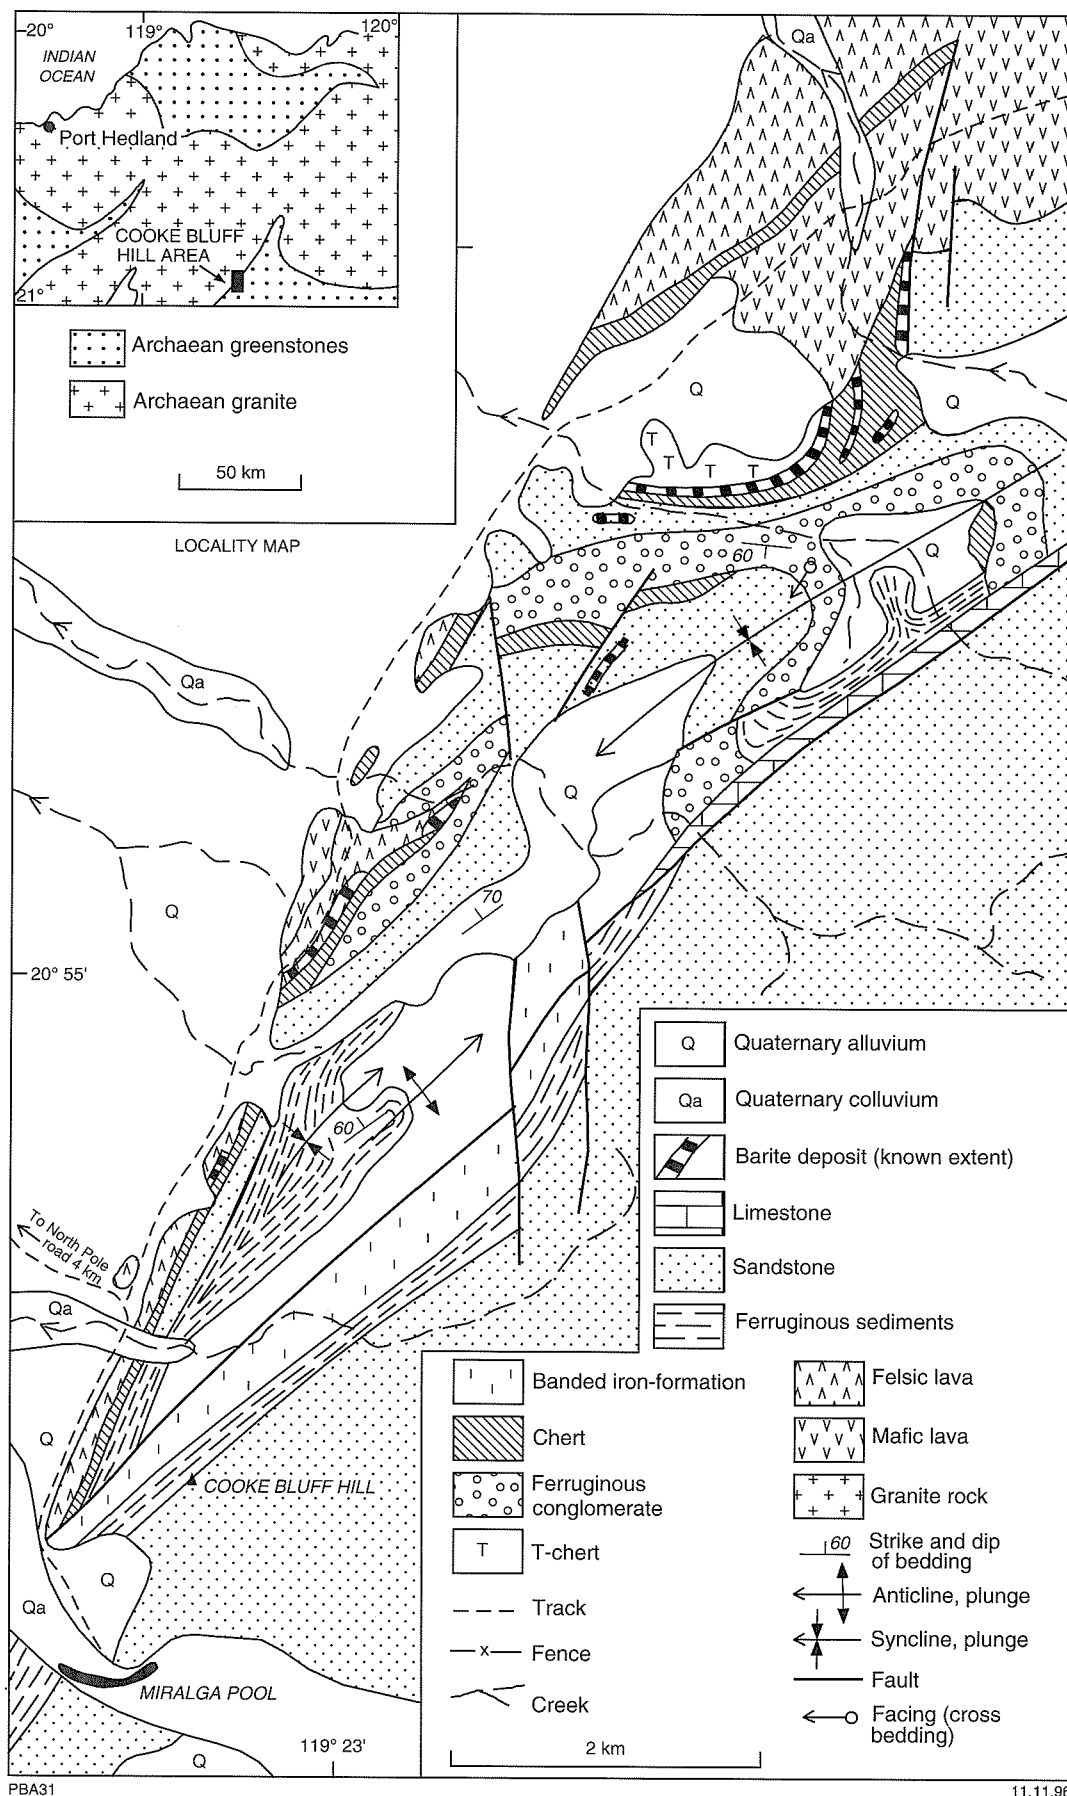 20°
119°
120°
INDIAN
OCEAN
Port Hedland
COOKE BLUFF
HILL AREA
21°
Archaean greenstones
Archaean granite
50 km
LOCALITY MAP
Qa
Q
Q
T
T
T
T
60
Q
Qa
Q
Q
70
20° 55'
60
To North Pole
road 4 km
Qa
Q
COOKE BLUFF HILL
Q
Qa
MIRALGA POOL
119° 23'
Q
Q
Quaternary alluvium
Qa
Quaternary colluvium
Barite deposit (known extent)
Limestone
Sandstone
Ferruginous sediments
Banded iron-formation
Chert
Ferruginous
conglomerate
T
T-chert
Track
x
Fence
Creek
Felsic lava
Mafic lava
Granite rock
60
Strike and dip
of bedding
Anticline, plunge
Syncline, plunge
Fault
Facing (cross
bedding)
2 km
PBA31
11.11.96